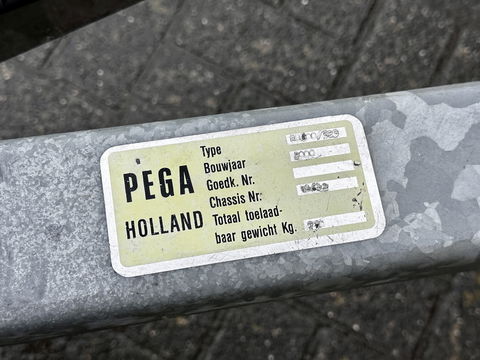 PEGA
HOLLAND
Type
Bouwjaar
Goedk. Nr.
Chassis Nr:
Totaal toelaad-
baar gewicht Kg.